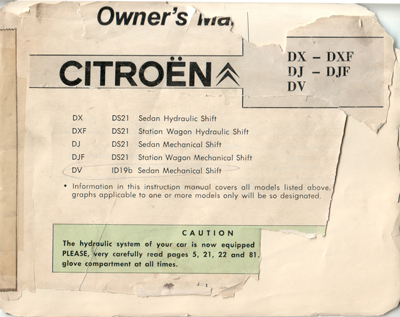 Owner's Ma
CITROËN
DX – DXF
DJ – DJF
DV
DX DS21 Sedan Hydraulic Shift
DXF DS21 Station Wagon Hydraulic Shift
DJ DS21 Sedan Mechanical Shift
DJF DS21 Station Wagon Mechanical Shift
DV ID19b Sedan Mechanical Shift
• Information in this instruction manual covers all models listed above,
graphs applicable to one or more models only will be so designated.
CAUTION
The hydraulic system of your car is now equipped
PLEASE, very carefully read pages 5, 21, 22 and 81.
glove compartment at all times.